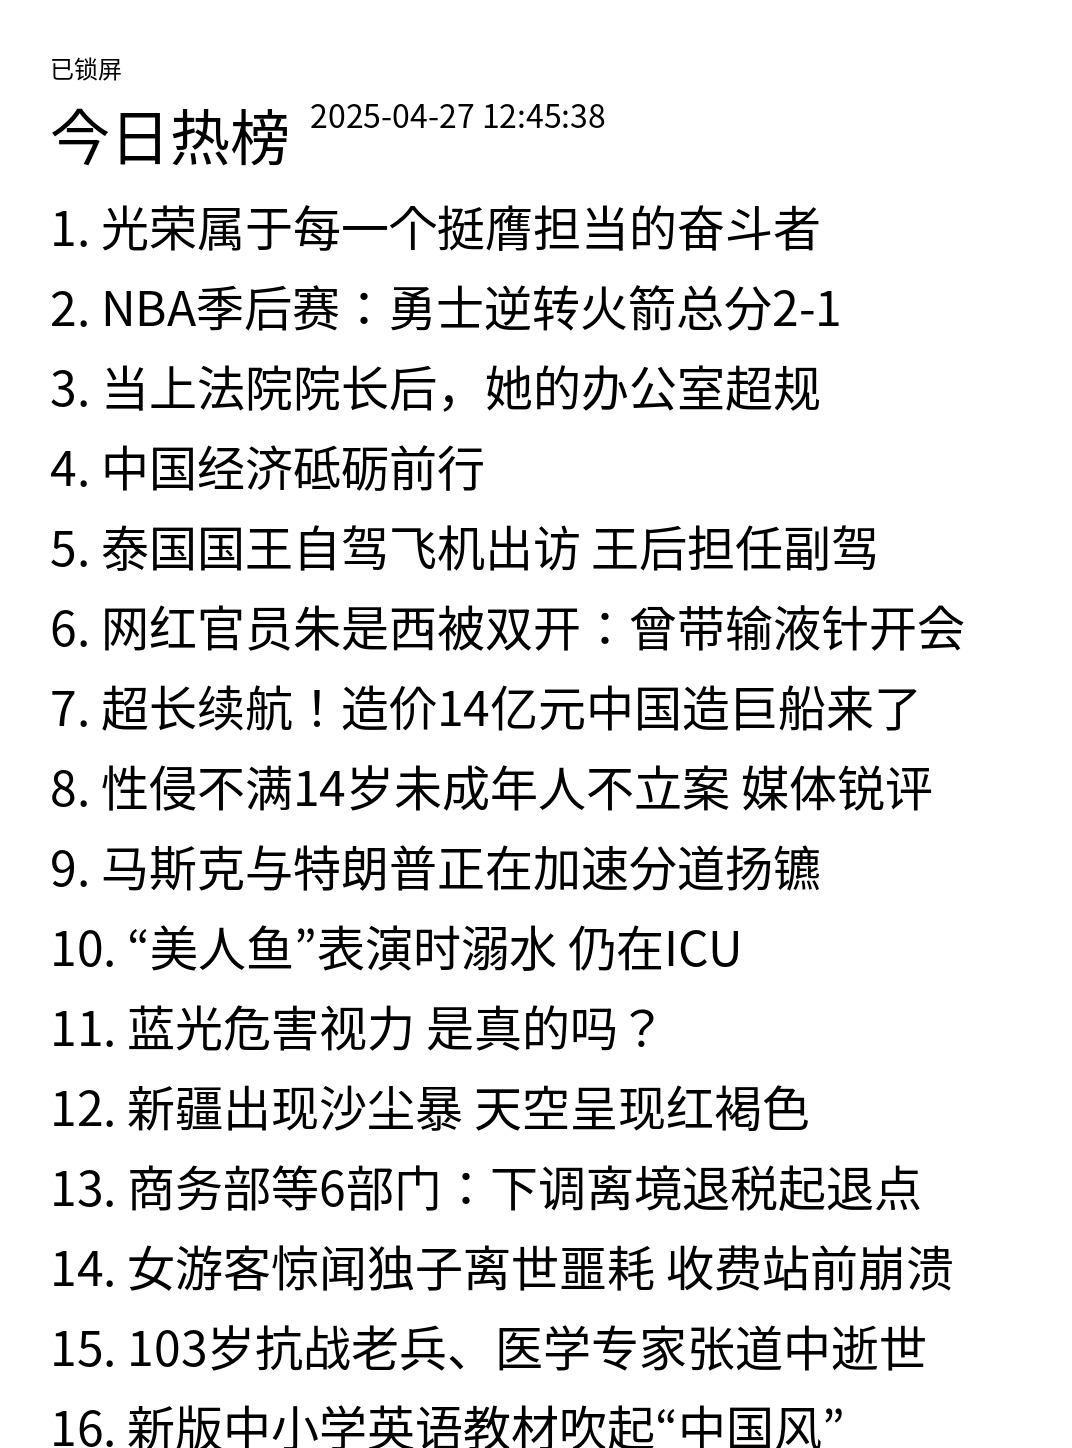 已锁屏
今日热榜 2025-04-27 12:45:38
1. 光荣属于每一个挺膺担当的奋斗者
2. NBA季后赛：勇士逆转火箭总分2-1
3. 当上法院院长后，她的办公室超规
4. 中国经济砥砺前行
5. 泰国国王自驾飞机出访 王后担任副驾
6. 网红官员朱是西被双开：曾带输液针开会
7. 超长续航！造价14亿元中国造巨船来了
8. 性侵不满14岁未成年人不立案 媒体锐评
9. 马斯克与特朗普正在加速分道扬镳
10. “美人鱼”表演时溺水 仍在ICU
11. 蓝光危害视力 是真的吗？
12. 新疆出现沙尘暴 天空呈现红褐色
13. 商务部等6部门：下调离境退税起退点
14. 女游客惊闻独子离世噩耗 收费站前崩溃
15. 103岁抗战老兵、医学专家张道中逝世
16. 新版中小学英语教材吹起“中国风”